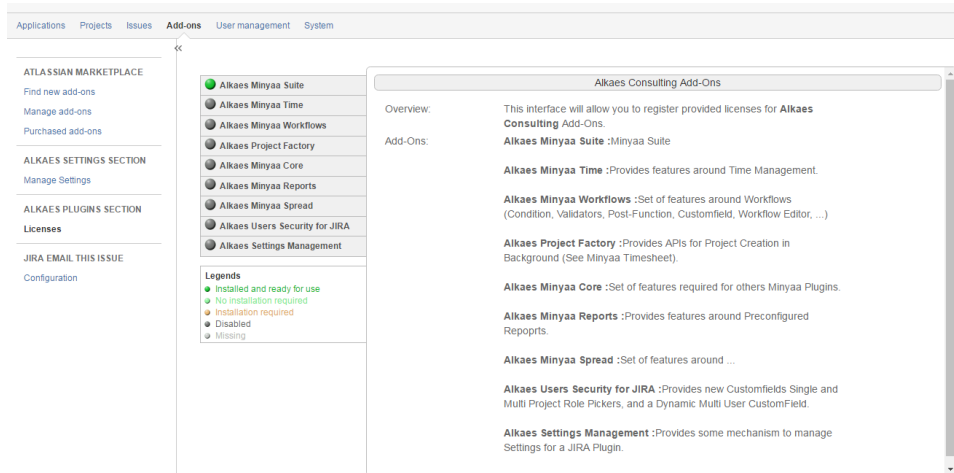 Applications Projects Issues Add-ons User management System
«
ATLASSIAN MARKETPLACE
Find new add-ons
Manage add-ons
Purchased add-ons
ALKAES SETTINGS SECTION
Manage Settings
ALKAES PLUGINS SECTION
Licenses
JIRA EMAIL THIS ISSUE
Configuration
Alkaes Minyaa Suite
Alkaes Minyaa Time
Alkaes Minyaa Workflows
Alkaes Project Factory
Alkaes Minyaa Core
Alkaes Minyaa Reports
Alkaes Minyaa Spread
Alkaes Users Security for JIRA
Alkaes Settings Management
Legends
Installed and ready for use
No installation required
Installation required
Disabled
Missing
Alkaes Consulting Add-Ons
Overview: This interface will allow you to register provided licenses for Alkaes
Consulting Add-Ons.
Add-Ons: Alkaes Minyaa Suite :Minyaa Suite
Alkaes Minyaa Time :Provides features around Time Management.
Alkaes Minyaa Workflows :Set of features around Workflows
(Condition, Validators, Post-Function, Customfield, Workflow Editor, ...)
Alkaes Project Factory :Provides APIs for Project Creation in
Background (See Minyaa Timesheet).
Alkaes Minyaa Core :Set of features required for others Minyaa Plugins.
Alkaes Minyaa Reports :Provides features around Preconfigured
Repoprts.
Alkaes Minyaa Spread :Set of features around ...
Alkaes Users Security for JIRA :Provides new Customfields Single and
Multi Project Role Pickers, and a Dynamic Multi User CustomField.
Alkaes Settings Management :Provides some mechanism to manage
Settings for a JIRA Plugin.